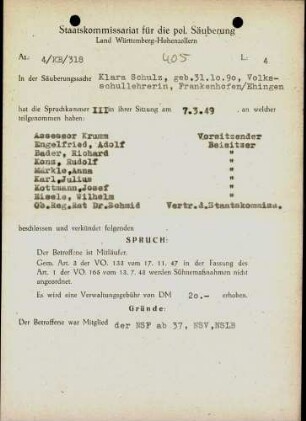 Staatskommissariat für die pol. Säuberung
Land Württemberg-Hohenzollern
Az.: 4/KB/318 405 L: 4
In der Säuberungssache Klara Schulz, geb.31.10.90, Volks-
schullehrerin, Frankenhofen/Ehingen
hat die Spruchkammer III in ihrer Sitzung am 7.3.49, an welcher
teilgenommen haben:
Assessor Krumm Vorsitzender
Engelfried, Adolf Beisitzer
Bader, Richard "
Kons, Rudolf "
Märkle,Anna "
Karl,Julius "
Kottmann,Josef "
Eisele, Wilhelm "
Ob.Reg.Rat Dr.Schmid Vertr.d.Staatskommiss.
beschlossen und verkündet folgenden
SPRUCH:
Der Betroffene ist Mitläufer.
Gem. Art. 2 der VO. 133 vom 17. 11. 47 in der Fassung des
Art. 1 der VO. 165 vom 13. 7. 48 werden Sühnemaßnahmen nicht
angeordnet.
Es wird eine Verwaltungsgebühr von DM 20.- erhoben.
Gründe:
Der Betroffene war Mitglied der NSF ab 37, NSV,NSLB